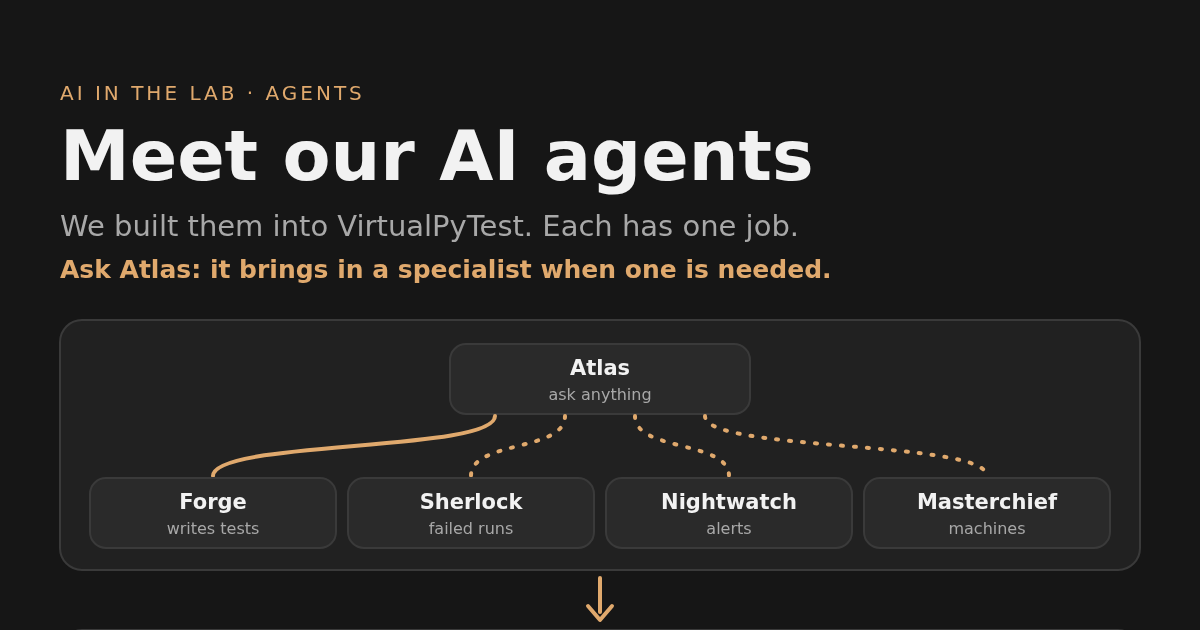 AI IN THE LAB · AGENTS
Meet our AI agents
We built them into VirtualPyTest. Each has one job.
Ask Atlas: it brings in a specialist when one is needed.
Atlas
ask anything
Forge
writes tests
Sherlock
failed runs
Nightwatch
alerts
Masterchief
machines